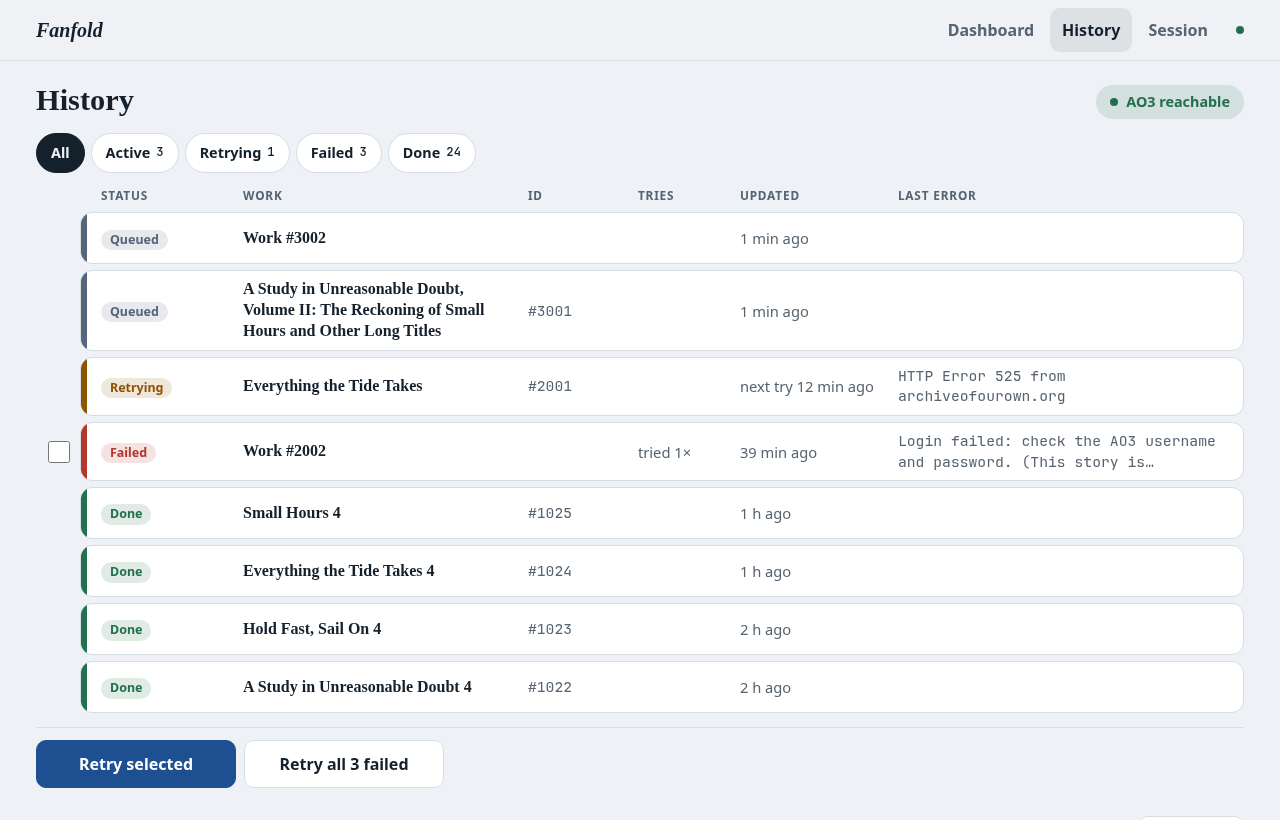 Fanfold
Dashboard History Session
History
AO3 reachable
All Active 3 Retrying 1 Failed 3 Done 24
STATUS WORK ID TRIES UPDATED LAST ERROR
Queued Work #3002 1 min ago
A Study in Unreasonable Doubt,
Volume II: The Reckoning of Small
Hours and Other Long Titles
Queued #3001 1 min ago
Retrying Everything the Tide Takes #2001 next try 12 min ago
HTTP Error 525 from
archiveofourown.org
Failed Work #2002 tried 1× 39 min ago
Login failed: check the AO3 username
and password. (This story is…
Done Small Hours 4 #1025 1 h ago
Done Everything the Tide Takes 4 #1024 1 h ago
Done Hold Fast, Sail On 4 #1023 2 h ago
Done A Study in Unreasonable Doubt 4 #1022 2 h ago
Retry selected Retry all 3 failed